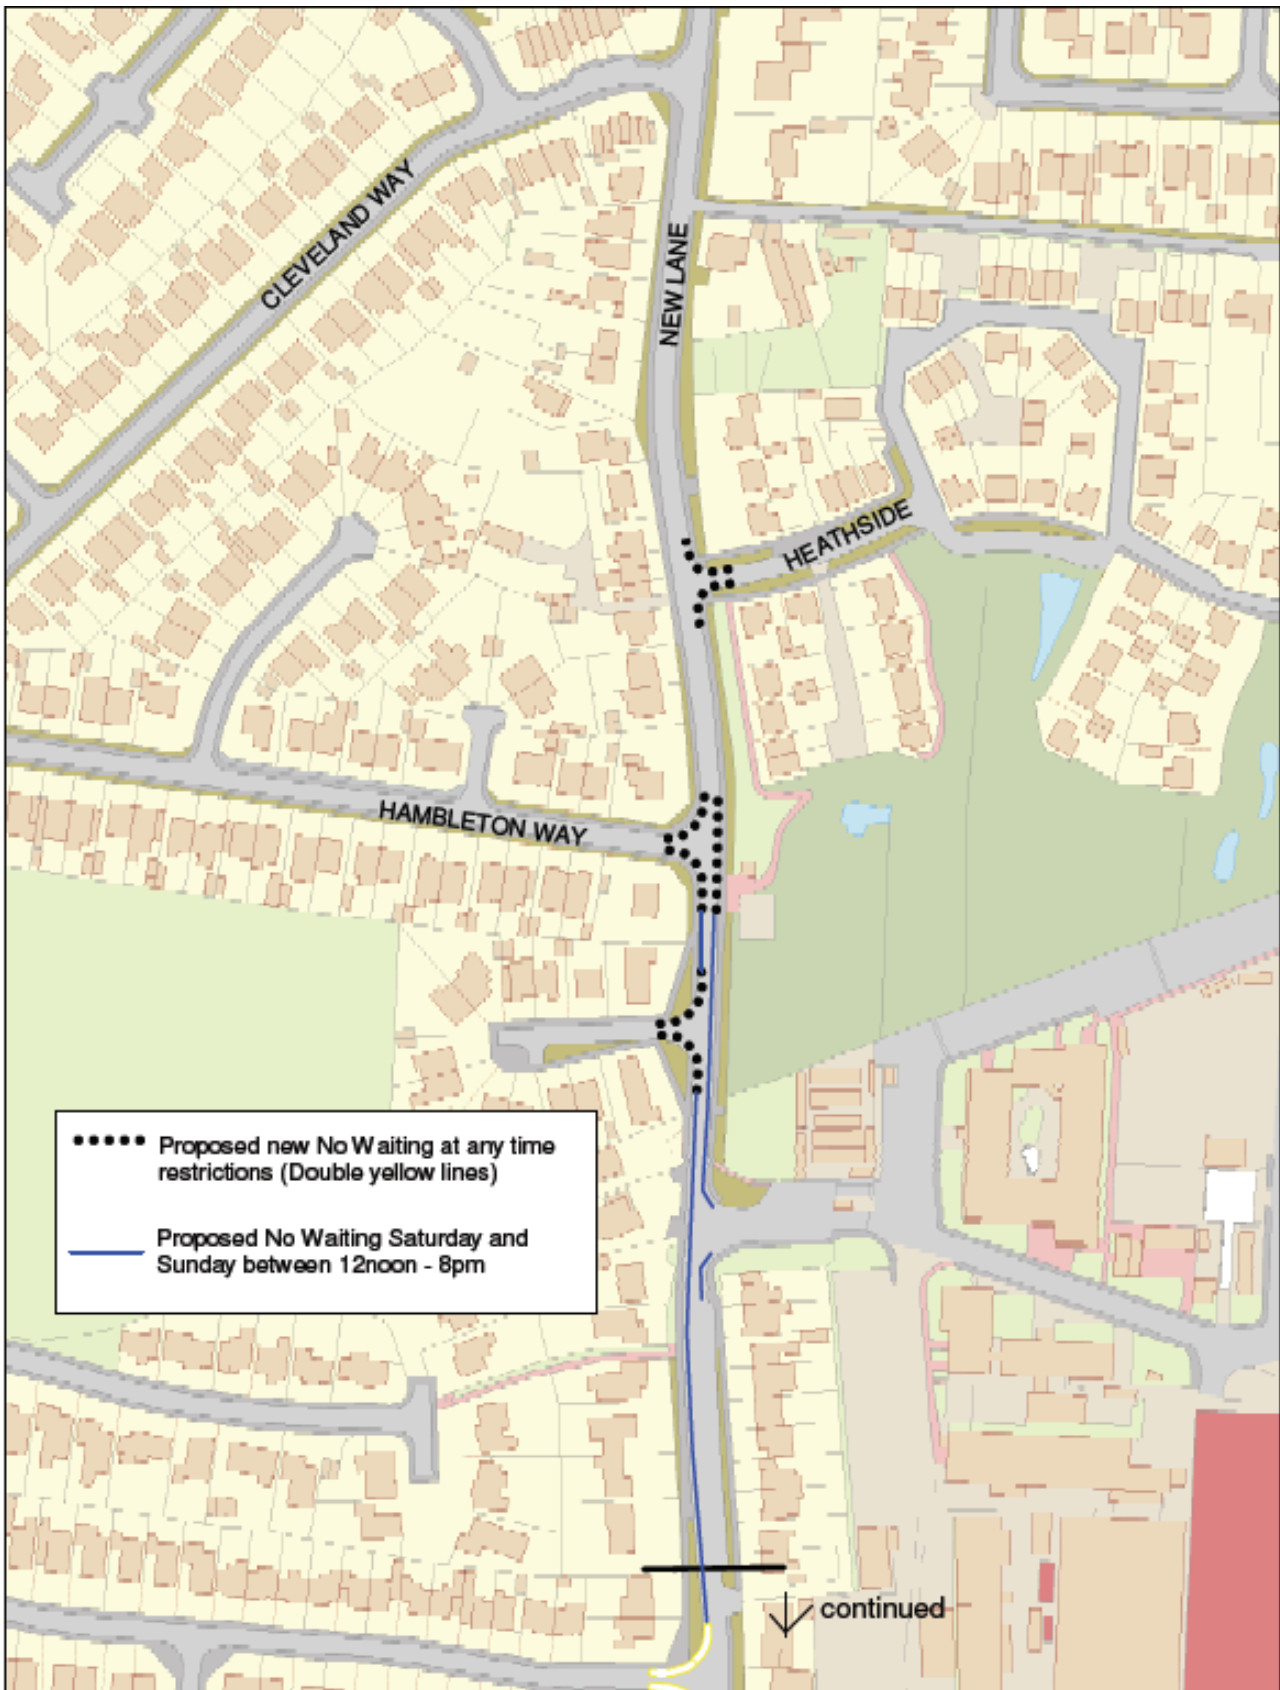 CLEVELAND WAY
NEW LANE
HEATHSIDE
HAMBLETON WAY
Proposed new No Waiting at any time
restrictions (Double yellow lines)
Proposed No Waiting Saturday and
Sunday between 12noon - 8pm
continued